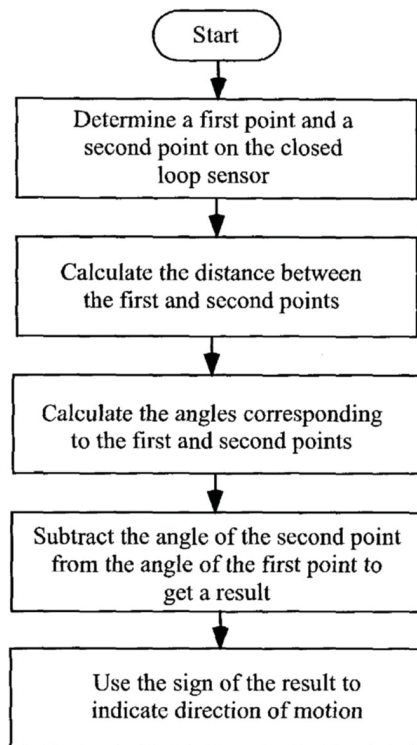 Start
Determine a first point and a
second point on the closed
loop sensor
Calculate the distance between
the first and second points
Calculate the angles corresponding
to the first and second points
Subtract the angle of the second point
from the angle of the first point to
get a result
Use the sign of the result to
indicate direction of motion